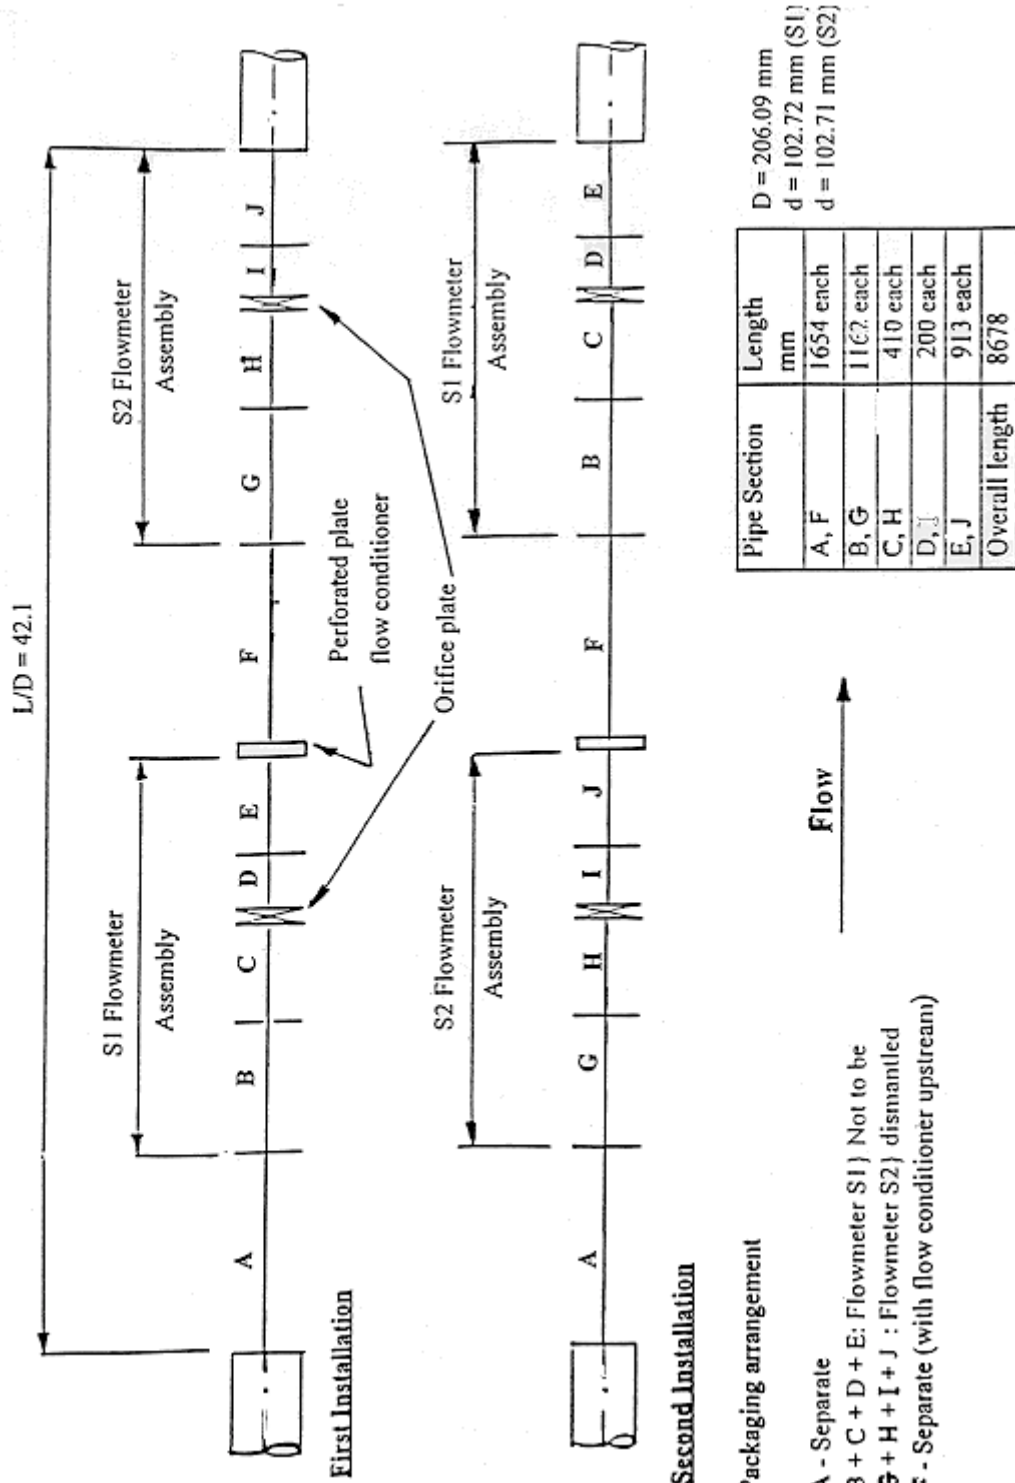 L/D = 42.1
S1 Flowmeter
Assembly
S2 Flowmeter
Assembly
A
B
C
D
E
F
G
H
I
J
Perforated plate
flow conditioner
Orifice plate
First Installation
S2 Flowmeter
Assembly
S1 Flowmeter
Assembly
A
G
H
I
J
F
B
C
D
E
Second Installation
Packaging arrangement
A - Separate
B + C + D + E: Flowmeter S1} Not to be
G + H + I + J : Flowmeter S2} dismantled
F - Separate (with flow conditioner upstream)
Flow
Pipe Section Length
mm
A, F 1654 each
B, G 1162 each
C, H 410 each
D, I 200 each
E, J 913 each
Overall length 8678
D = 206.09 mm
d = 102.72 mm (S1)
d = 102.71 mm (S2)